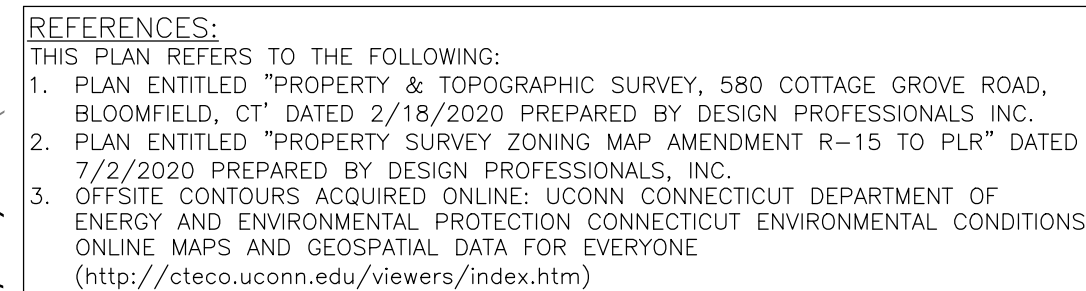 REFERENCES:
THIS PLAN REFERS TO THE FOLLOWING:
1. PLAN ENTITLED "PROPERTY & TOPOGRAPHIC SURVEY, 580 COTTAGE GROVE ROAD,
BLOOMFIELD, CT' DATED 2/18/2020 PREPARED BY DESIGN PROFESSIONALS INC.
2. PLAN ENTITLED "PROPERTY SURVEY ZONING MAP AMENDMENT R-15 TO PLR" DATED
7/2/2020 PREPARED BY DESIGN PROFESSIONALS, INC.
3. OFFSITE CONTOURS ACQUIRED ONLINE: UCONN CONNECTICUT DEPARTMENT OF
ENERGY AND ENVIRONMENTAL PROTECTION CONNECTICUT ENVIRONMENTAL CONDITIONS
ONLINE MAPS AND GEOSPATIAL DATA FOR EVERYONE
(http://cteco.uconn.edu/viewers/index.htm)